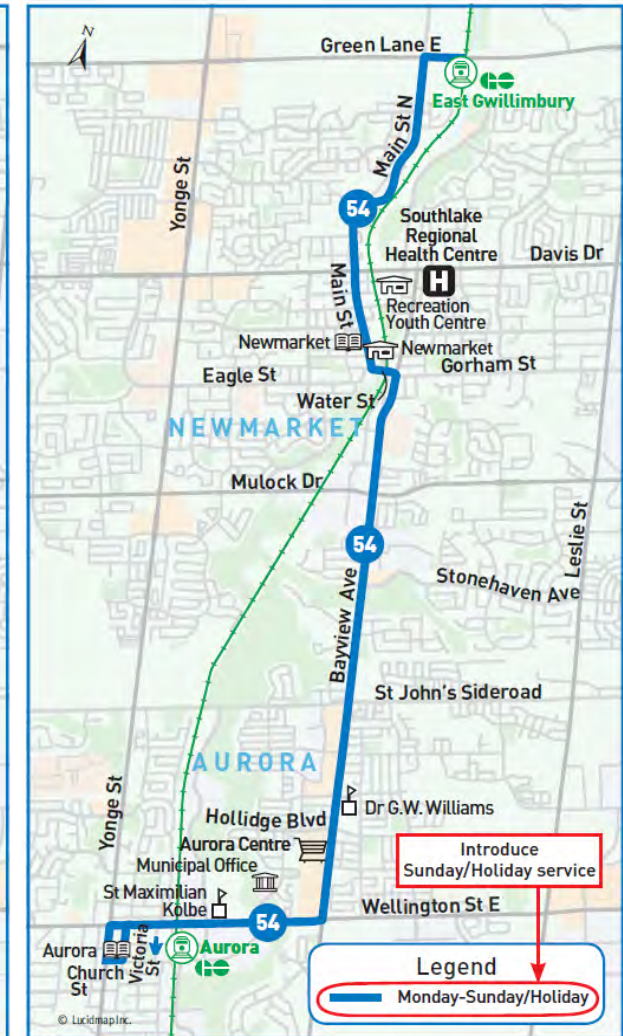 N
Green Lane E
GO
East Gwillimbury
Main St N
Yonge St
54
Southlake
Regional
Health Centre
Davis Dr
H
Main St
Recreation
Youth Centre
Newmarket
Newmarket
Gorham St
Eagle St
Water St
NEWMARKET
Mulock Dr
54
Leslie St
Stonehaven Ave
Bayview Ave
St John's Sideroad
AURORA
Yonge St
Hollidge Blvd
Dr G.W. Williams
Aurora Centre
Municipal Office
Introduce
Sunday/Holiday service
St Maximilian
Kolbe
54
Wellington St E
Aurora
Victoria St
Aurora
GO
Church
St
Legend
Monday-Sunday/Holiday
© Lucidmap Inc.